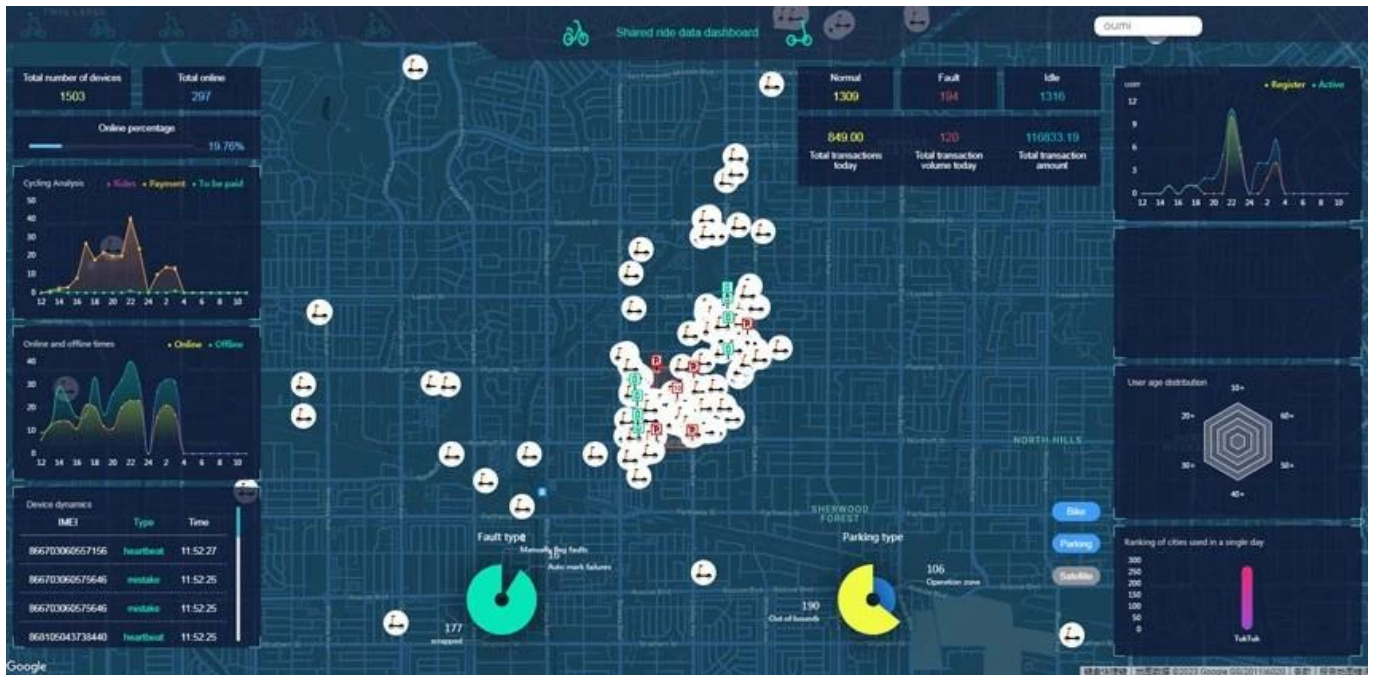 Shared ride data dashboard
oumi
Total number of devices
1503
Total online
297
Online percentage
19.76%
Cycling Analysis
Rides
Payment
To be paid
50
40
30
20
10
0
12 14 16 18 20 22 24 2 4 6 8 10
Online and offline times
Online
Offline
40
30
20
10
0
12 14 16 18 20 22 24 2 4 6 8 10
Device dynamics
IMEI Type Time
866703060557156 heartbeat 11:52:27
866703060575646 mistake 11:52:25
866703060575646 mistake 11:52:25
868105043738440 heartbeat 11:52:25
Google
Normal
1309
Fault
194
Idle
1316
849.00
Total transactions
today
120
Total transaction
volume today
116833.19
Total transaction
amount
NORTH HILLS
SHERWOOD
FOREST
Fault type
Manually flag faults
16
Auto mark failures
177
scrapped
Parking type
106
Operation zone
190
Out of bounds
Bike
Parking
Satellite
user
Register
Active
12
9
6
3
0
12 14 16 18 20 22 24 2 4 6 8 10
User age distribution
10+
20+
60+
30+
50+
40+
Ranking of cities used in a single day
300
250
200
150
100
50
0
TukTuk